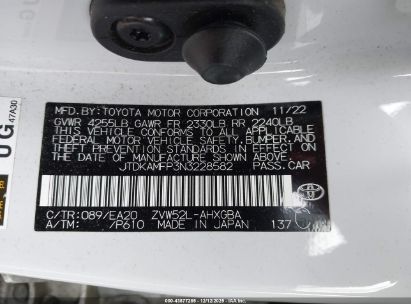 47A30
UG
MFD.BY:TOYOTA MOTOR CORPORATION 11/22
GVWR 4255LB GAWR FR 2330LB RR 2240LB
THIS VEHICLE CONFORMS TO ALL APPLICABLE
FEDERAL MOTOR VEHICLE SAFETY, BUMPER, AND
THEFT PREVENTION STANDARDS IN EFFECT ON
THE DATE OF MANUFACTURE SHOWN ABOVE.
JTDKAMFP3N3228582 PASS.CAR
C/TR:089/EA20 ZVW52L-AHXGBA
A/TM: /P610 MADE IN JAPAN 137